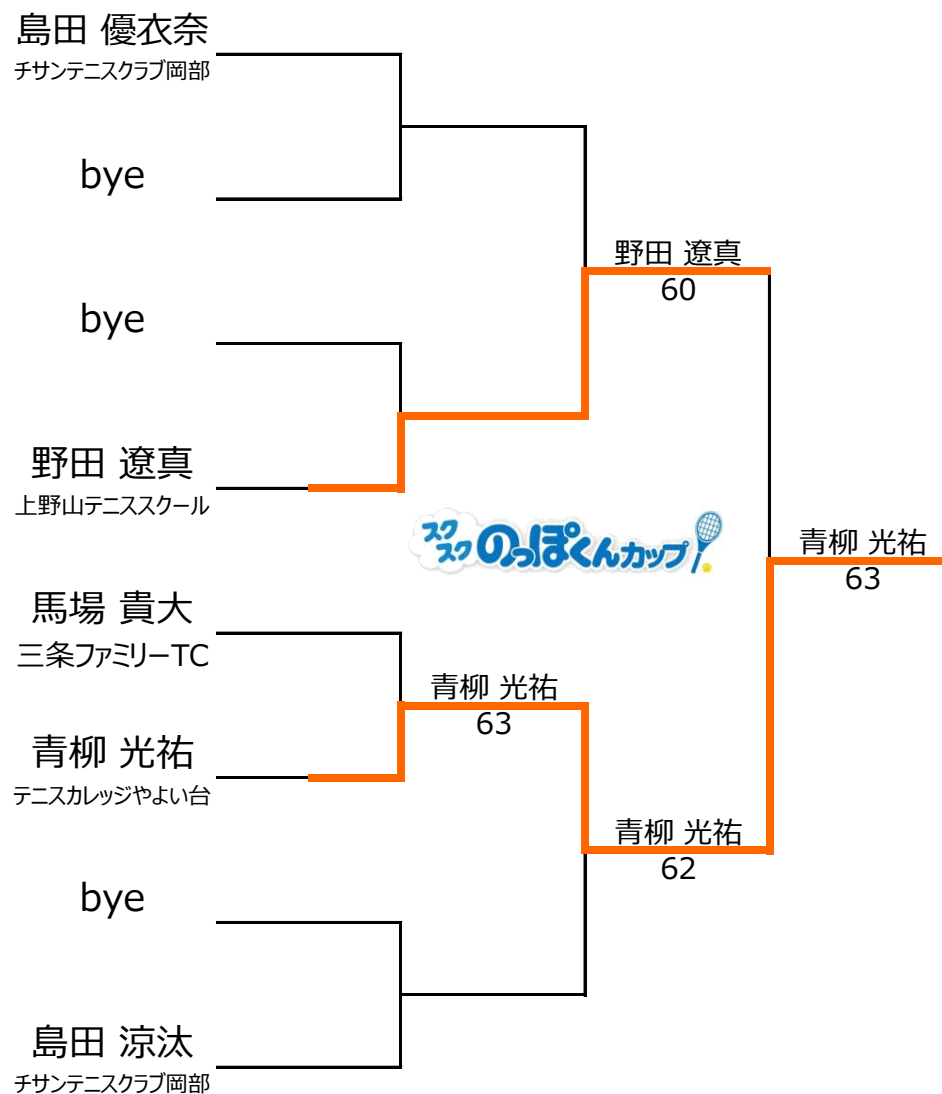 島田 優衣奈
チサンテニスクラブ岡部
bye
bye
野田 遼真
60
野田 遼真
上野山テニススクール
スクスクのっぽくんカップ
青柳 光祐
63
馬場 貴大
三条ファミリーTC
青柳 光祐
63
青柳 光祐
テニスカレッジやよい台
青柳 光祐
62
bye
島田 涼汰
チサンテニスクラブ岡部